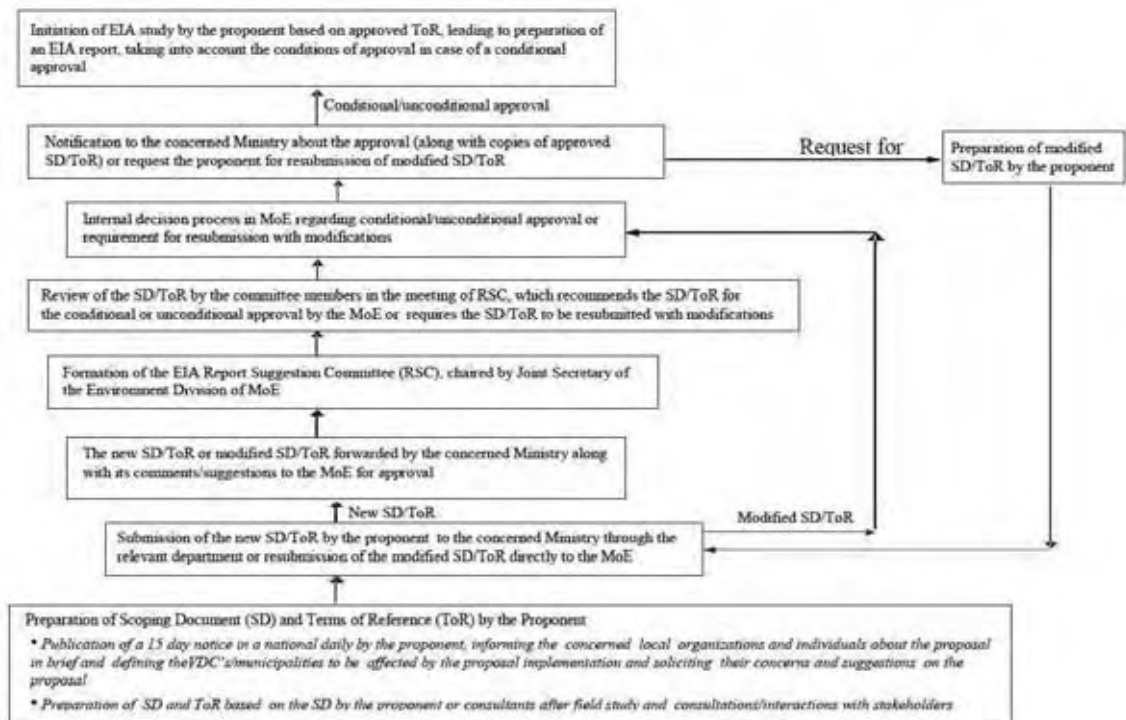 Initiation of EIA study by the proponent based on approved ToR, leading to preparation of
an EIA report, taking into account the conditions of approval in case of a conditional
approval
Conditional/unconditional approval
Notification to the concerned Ministry about the approval (along with copies of approved
SD/ToR) or request the proponent for resubmission of modified SD/ToR
Request for
Preparation of modified
SD/ToR by the proponent
Internal decision process in MoE regarding conditional/unconditional approval or
requirement for resubmission with modifications
Review of the SD/ToR by the committee members in the meeting of RSC, which recommends the SD/ToR for
the conditional or unconditional approval by the MoE or requires the SD/ToR to be resubmitted with modifications
Formation of the EIA Report Suggestion Committee (RSC), chaired by Joint Secretary of
the Environment Division of MoE
The new SD/ToR or modified SD/ToR forwarded by the concerned Ministry along
with its comments/suggestions to the MoE for approval
New SD/ToR
Modified SD/ToR
Submission of the new SD/ToR by the proponent to the concerned Ministry through the
relevant department or resubmission of the modified SD/ToR directly to the MoE
Preparation of Scoping Document (SD) and Terms of Reference (ToR) by the Proponent
* Publication of a 15 day notice in a national daily by the proponent, informing the concerned local organizations and individuals about the proposal
in brief and defining theVDC's/municipalities to be affected by the proposal implementation and soliciting their concerns and suggestions on the
proposal
* Preparation of SD and ToR based on the SD by the proponent or consultants after field study and consultations/interactions with stakeholders